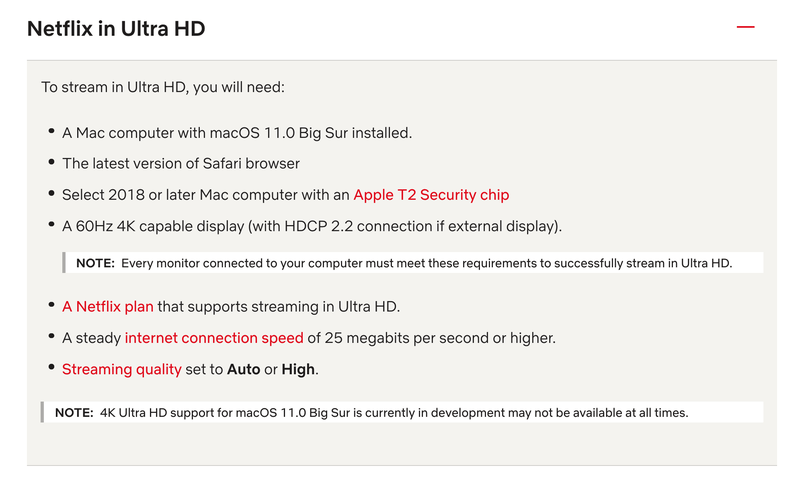 Netflix in Ultra HD
To stream in Ultra HD, you will need:
• A Mac computer with macOS 11.0 Big Sur installed.
• The latest version of Safari browser
• Select 2018 or later Mac computer with an Apple T2 Security chip
• A 60Hz 4K capable display (with HDCP 2.2 connection if external display).
NOTE: Every monitor connected to your computer must meet these requirements to successfully stream in Ultra HD.
• A Netflix plan that supports streaming in Ultra HD.
• A steady internet connection speed of 25 megabits per second or higher.
• Streaming quality set to Auto or High.
NOTE: 4K Ultra HD support for macOS 11.0 Big Sur is currently in development may not be available at all times.